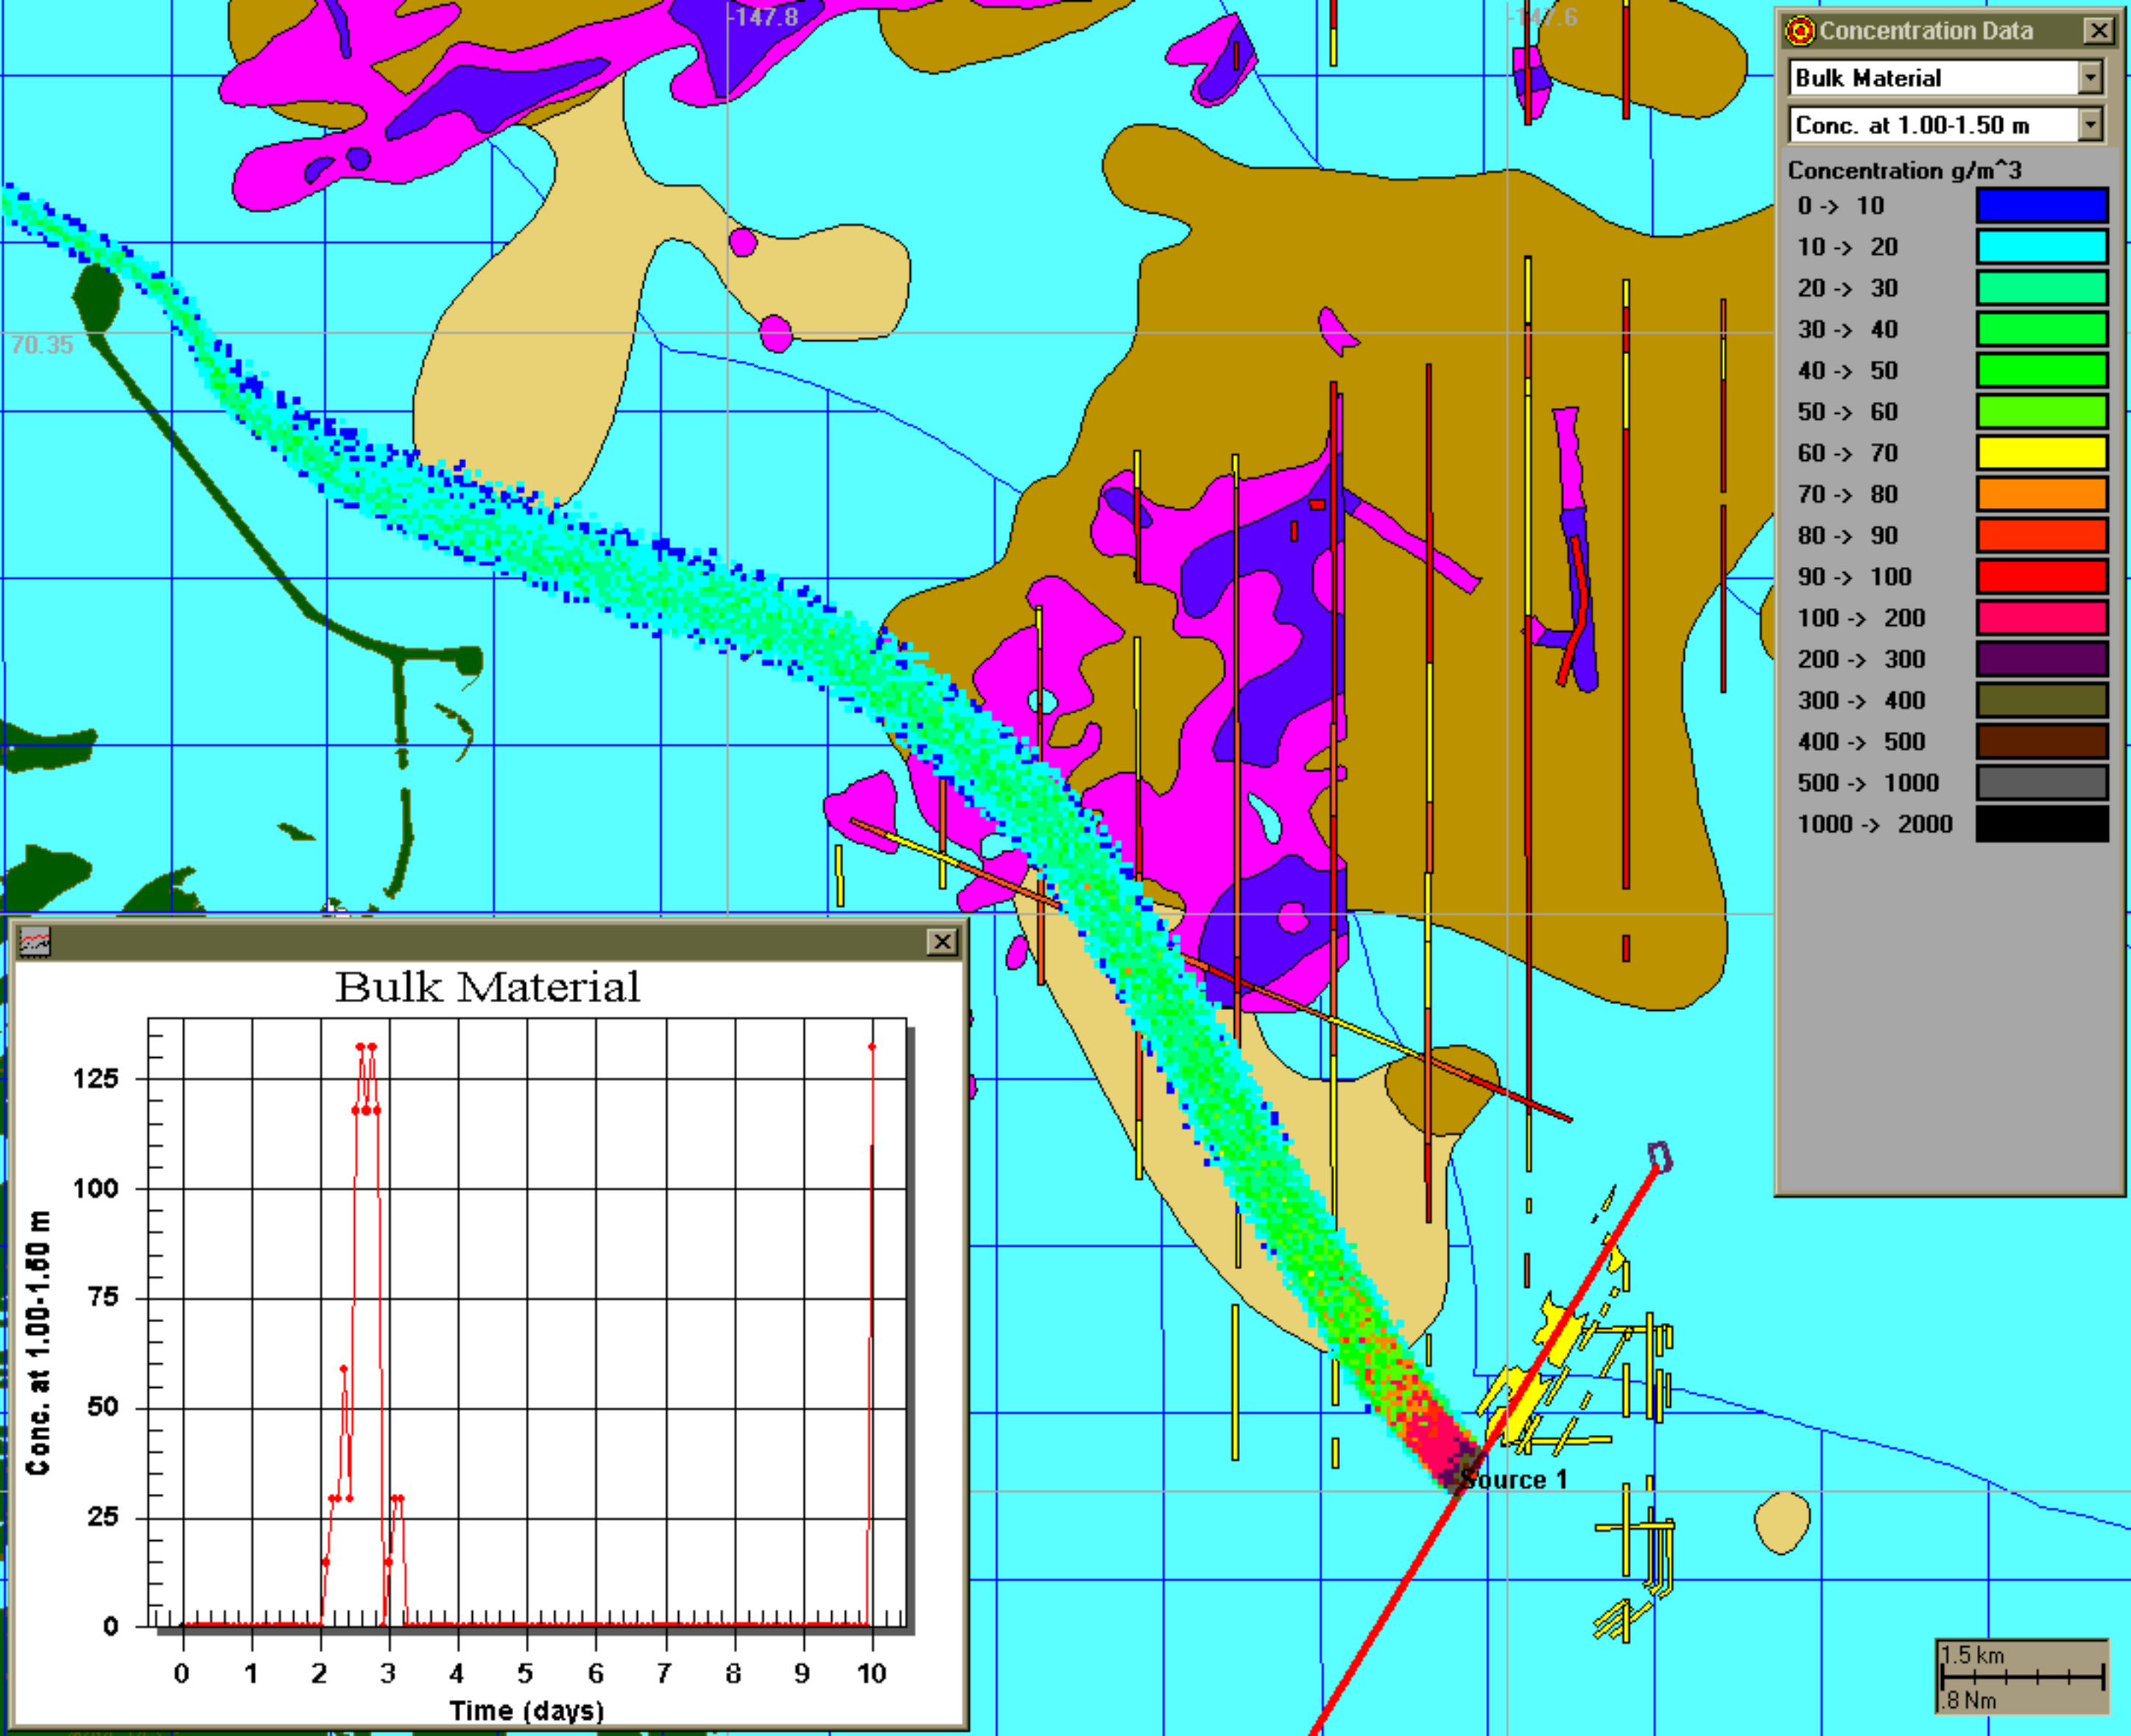 -147.8
-147.6
70.35
Concentration Data
Bulk Material
Conc. at 1.00-1.50 m
Concentration g/m^3
0 -> 10
10 -> 20
20 -> 30
30 -> 40
40 -> 50
50 -> 60
60 -> 70
70 -> 80
80 -> 90
90 -> 100
100 -> 200
200 -> 300
300 -> 400
400 -> 500
500 -> 1000
1000 -> 2000
Bulk Material
Conc. at 1.00-1.50 m
125
100
75
50
25
0
0 1 2 3 4 5 6 7 8 9 10
Time (days)
Source 1
1.5 km
.8 Nm